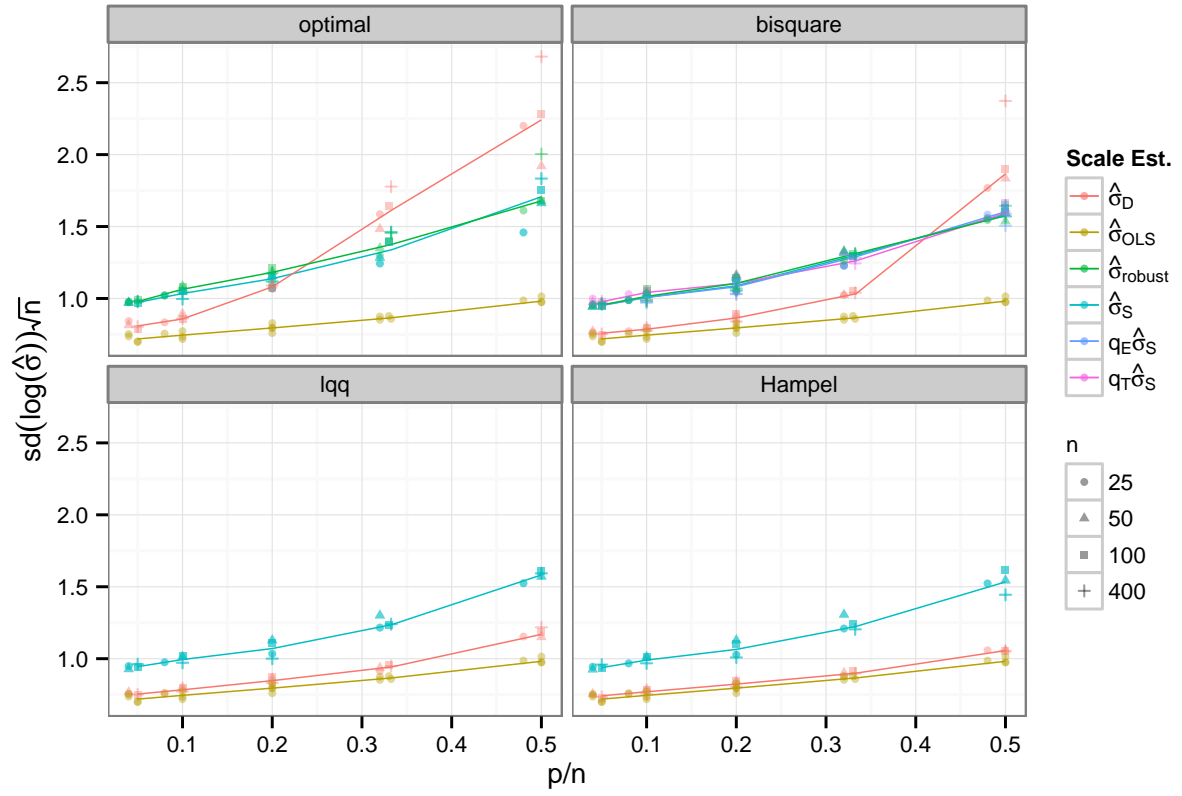 optimal
bisquare
2.5
2.0
1.5
1.0
lqq
Hampel
2.5
2.0
1.5
1.0
0.1 0.2 0.3 0.4 0.5
0.1 0.2 0.3 0.4 0.5
p/n
sd(log(σ̂))√n
Scale Est.
σ̂D
σ̂OLS
σ̂robust
σ̂S
qEσ̂S
qTσ̂S
n
25
50
100
400